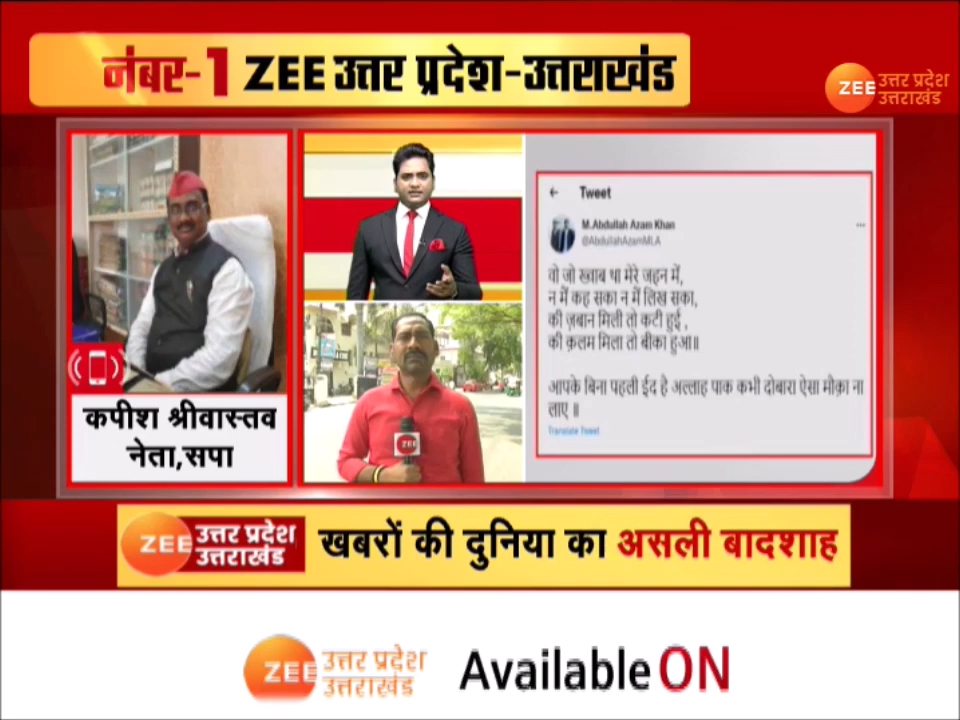 नंबर-1 ZEE उत्तर प्रदेश-उत्तराखंड
ZEE उत्तर प्रदेश
उत्तराखंड
← Tweet
M.Abdullah Azam Khan
@AbdullahAzamMLA
वो जो ख्वाब था मेरे जहन में,
न में कह सका न में लिख सका,
की ज़बान मिली तो कटी हुई ,
की क़लम मिला तो बीका हुआ॥
आपके बिना पहली ईद है अल्लाह पाक कभी दोबारा ऐसा मौक़ा ना
लाए ॥
Translate Tweet
ZEE
कपीश श्रीवास्तव
नेता,सपा
ZEE उत्तर प्रदेश
उत्तराखंड
खबरों की दुनिया का असली बादशाह
ZEE उत्तर प्रदेश
उत्तराखंड
Available ON